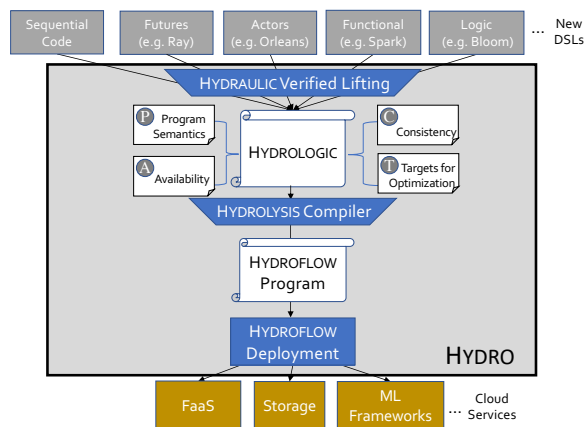 Sequential Code
Futures (e.g. Ray)
Actors (e.g. Orleans)
Functional (e.g. Spark)
Logic (e.g. Bloom)
... New DSLs
HYDRAULIC Verified Lifting
P Program Semantics
C Consistency
HYDROLOGIC
A Availability
T Targets for Optimization
HYDROLYSIS Compiler
HYDROFLOW
Program
HYDROFLOW
Deployment
HYDRO
FaaS
Storage
ML Frameworks
... Cloud Services